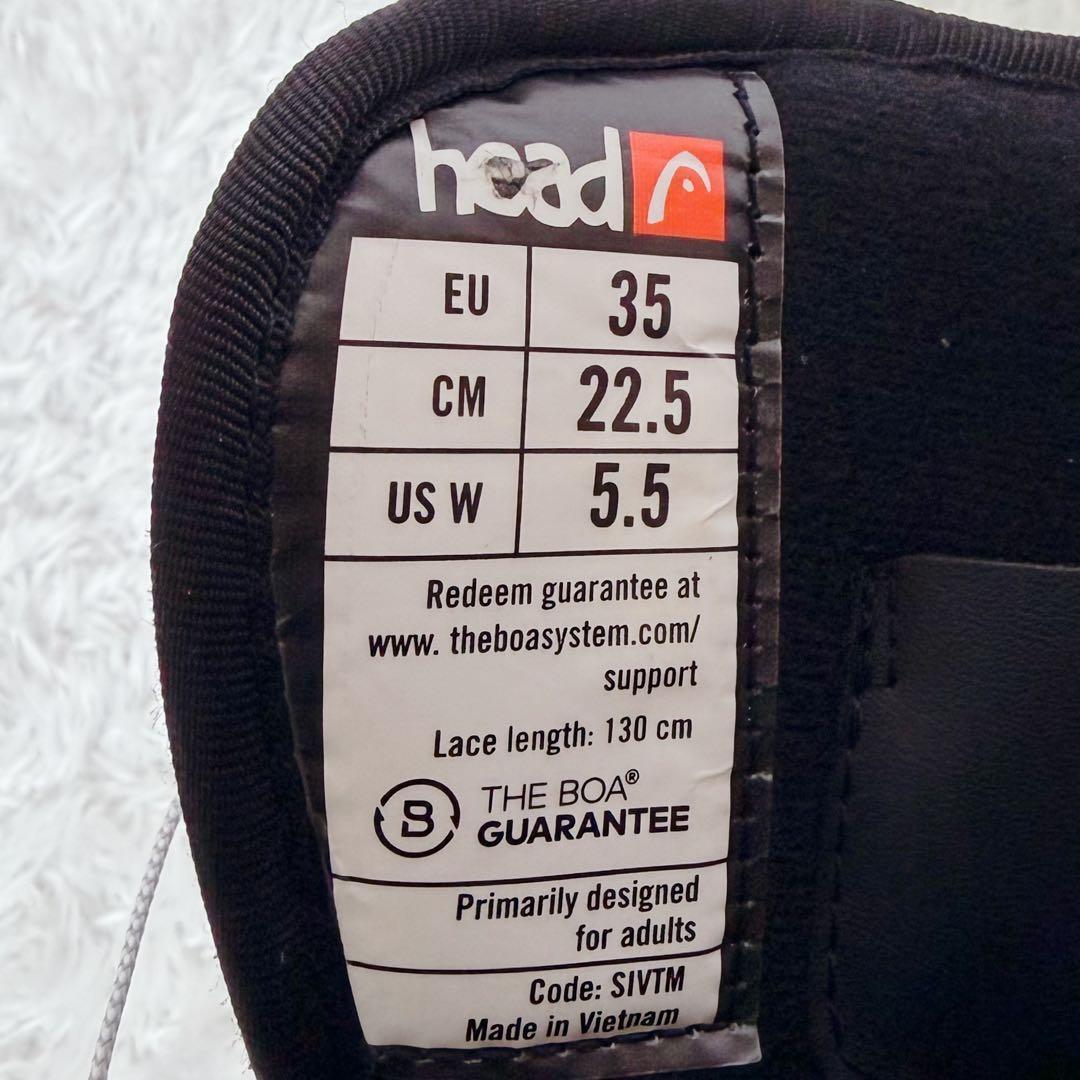 head
EU 35
CM 22.5
US W 5.5
Redeem guarantee at
www. theboasystem.com/
support
Lace length: 130 cm
B THE BOA®
GUARANTEE
Primarily designed
for adults
Code: SIVTM
Made in Vietnam